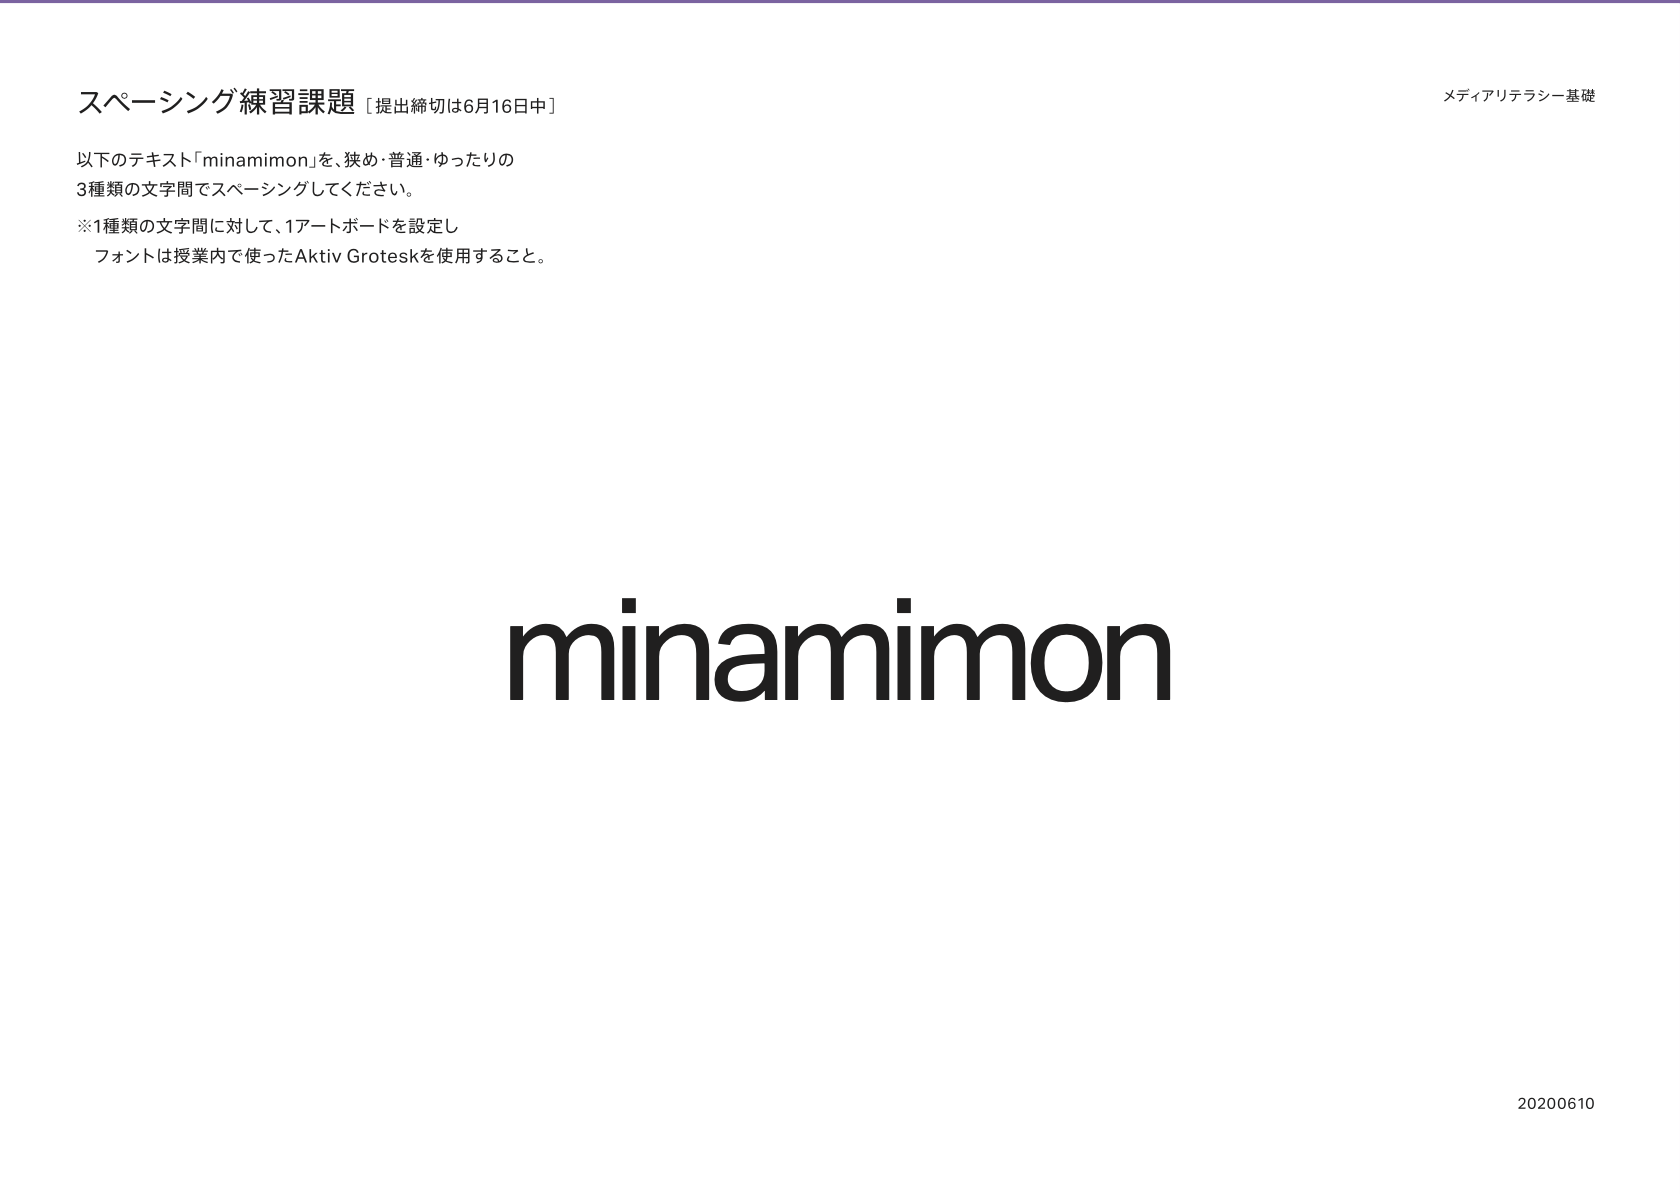 スペーシング練習課題［提出締切は6月16日中］
メディアリテラシー基礎
以下のテキスト「minamimon」を、狭め・普通・ゆったりの
3種類の文字間でスペーシングしてください。
※1種類の文字間に対して、1アートボードを設定し
フォントは授業内で使ったAktiv Groteskを使用すること。
minamimon
20200610